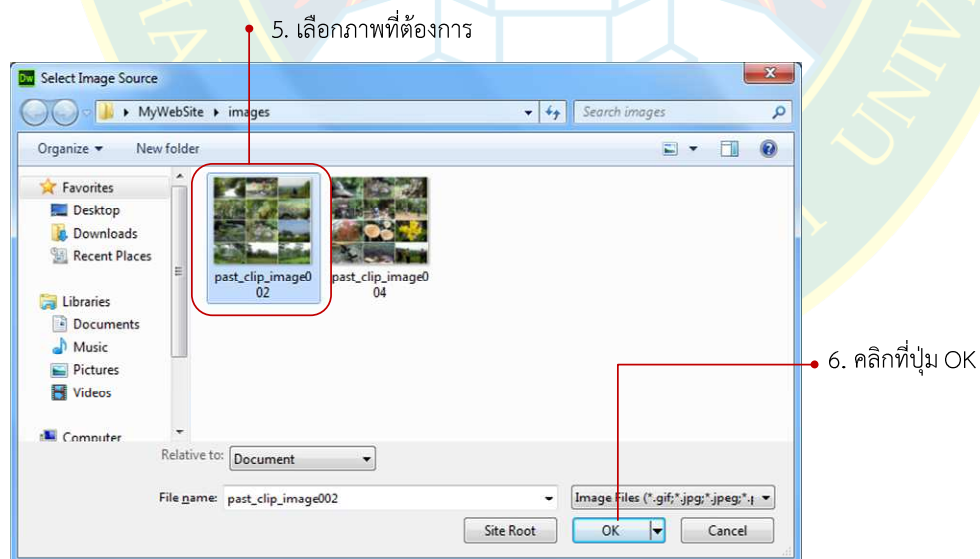 5. เลือกภาพที่ต้องการ
Dw Select Image Source
MyWebSite images Search images
Organize New folder
Favorites
Desktop
Downloads
Recent Places
Libraries
Documents
Music
Pictures
Videos
Computer
past_clip_image0
02
past_clip_image0
04
6. คลิกที่ปุ่ม OK
Relative to: Document
File name: past_clip_image002 Image Files (*.gif;*.jpg;*.jpeg;*.
Site Root OK Cancel